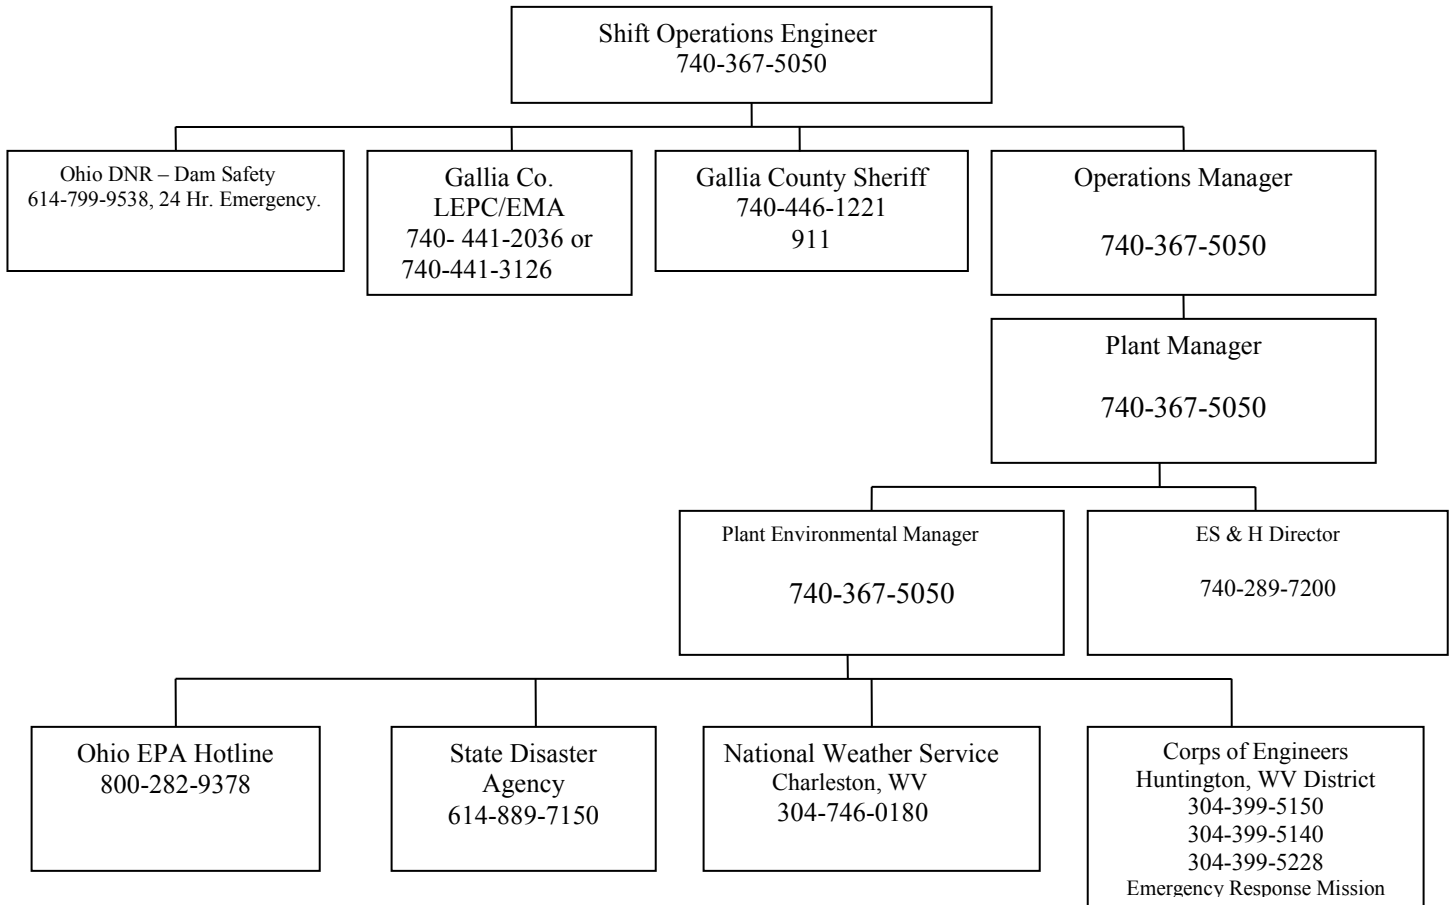 Shift Operations Engineer
740-367-5050
Ohio DNR – Dam Safety
614-799-9538, 24 Hr. Emergency.
Gallia Co.
LEPC/EMA
740- 441-2036 or
740-441-3126
Gallia County Sheriff
740-446-1221
911
Operations Manager
740-367-5050
Plant Manager
740-367-5050
Plant Environmental Manager
740-367-5050
ES & H Director
740-289-7200
Ohio EPA Hotline
800-282-9378
State Disaster
Agency
614-889-7150
National Weather Service
Charleston, WV
304-746-0180
Corps of Engineers
Huntington, WV District
304-399-5150
304-399-5140
304-399-5228
Emergency Response Mission